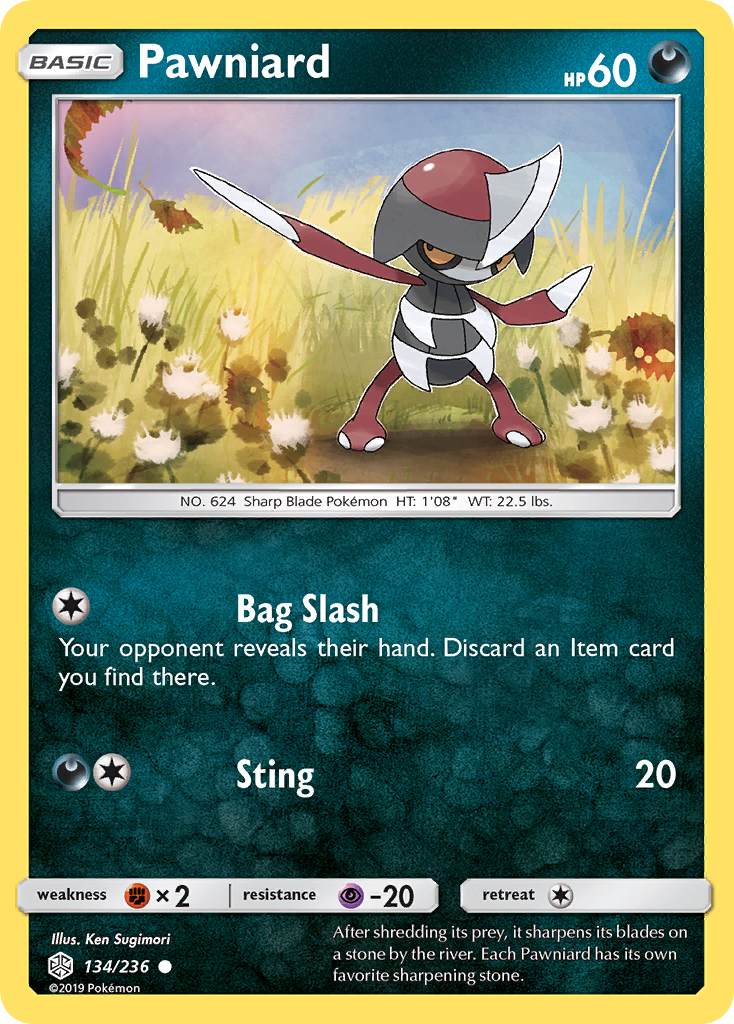 BASIC Pawniard HP60
NO. 624 Sharp Blade Pokémon HT: 1'08" WT: 22.5 lbs.
Bag Slash
Your opponent reveals their hand. Discard an Item card
you find there.
Sting 20
weakness ×2 resistance -20 retreat
Illus. Ken Sugimori
134/236
©2019 Pokémon
After shredding its prey, it sharpens its blades on
a stone by the river. Each Pawniard has its own
favorite sharpening stone.